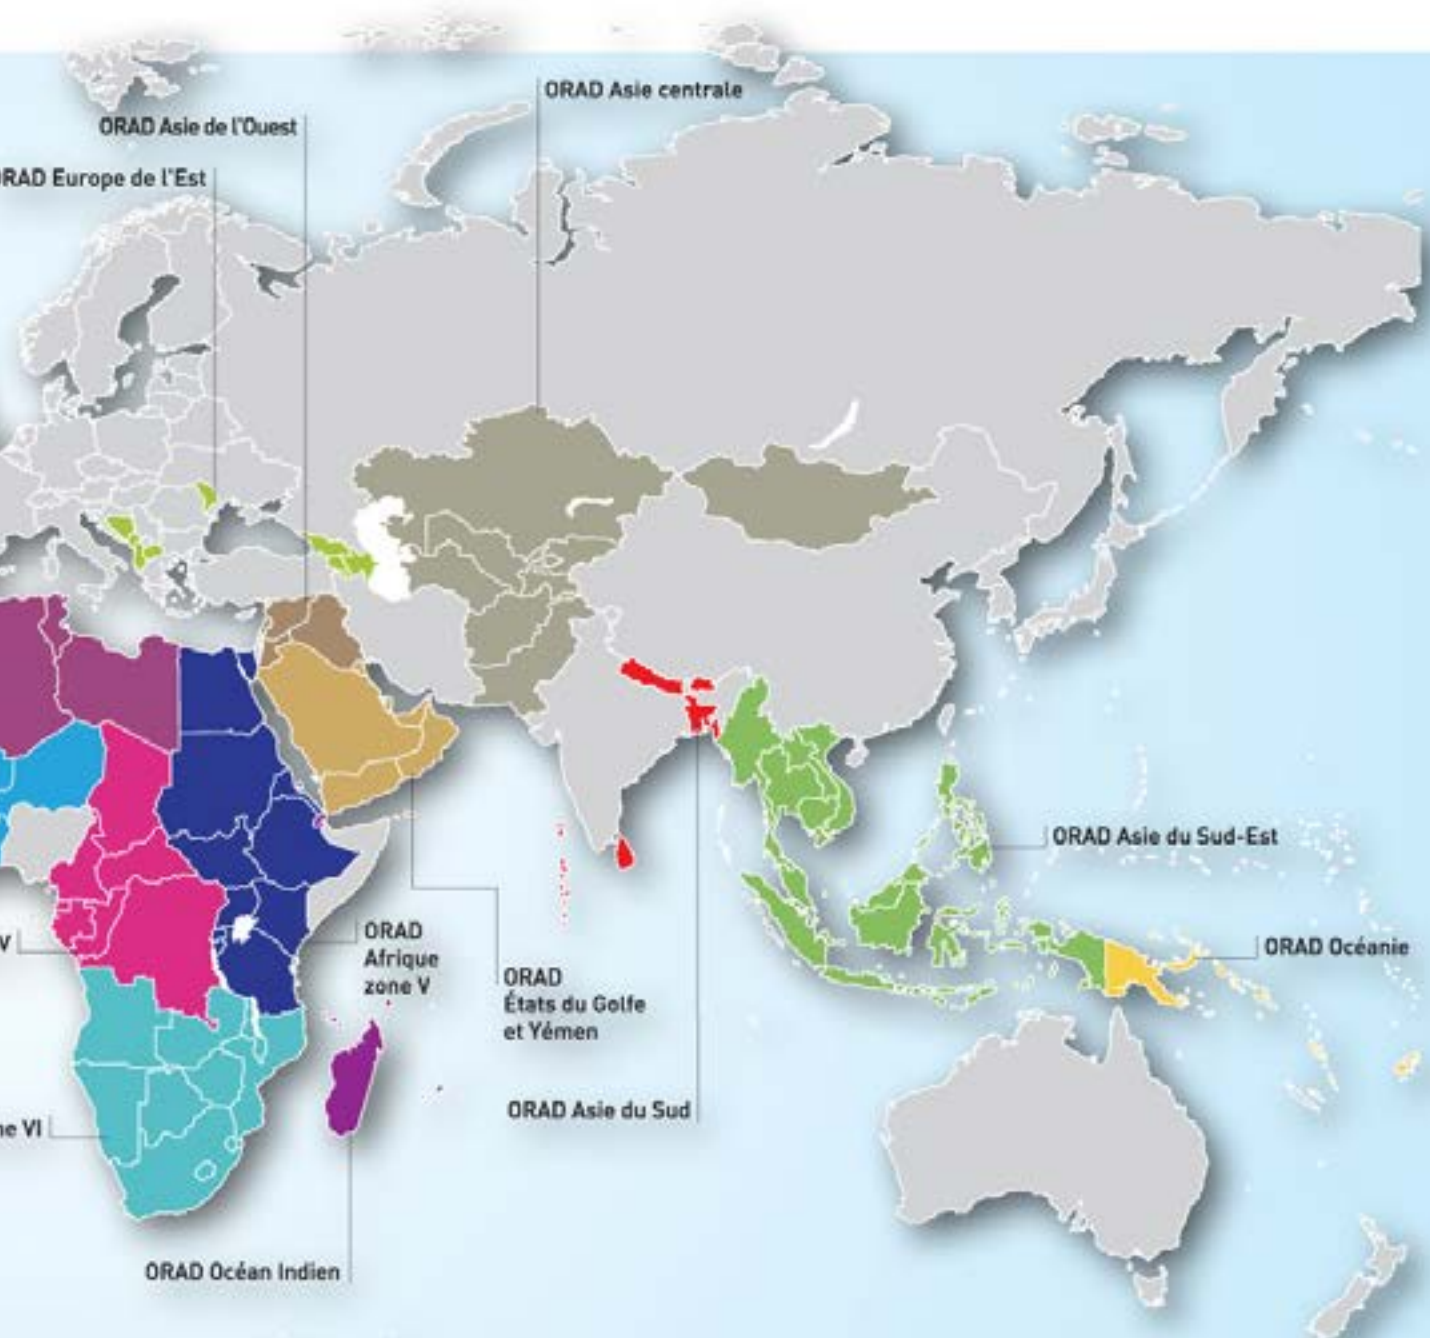 ORAD Asie centrale
ORAD Asie de l'Ouest
RAD Europe de l'Est
ORAD Asie du Sud-Est
V
ORAD
Afrique
zone V
ORAD Océanie
ORAD
États du Golfe
et Yémen
ORAD Asie du Sud
ne VI
ORAD Océan Indien